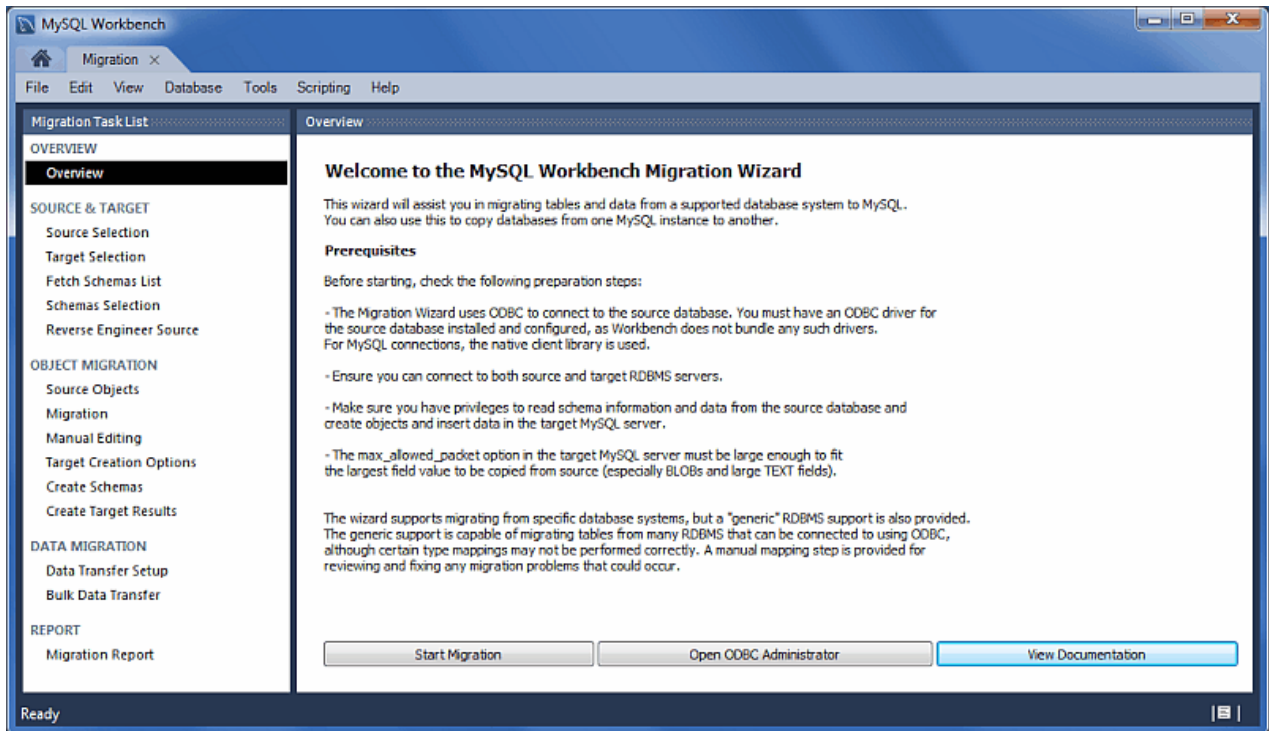 MySQL Workbench
Migration
File Edit View Database Tools Scripting Help
Migration Task List
OVERVIEW
Overview
SOURCE & TARGET
Source Selection
Target Selection
Fetch Schemas List
Schemas Selection
Reverse Engineer Source
OBJECT MIGRATION
Source Objects
Migration
Manual Editing
Target Creation Options
Create Schemas
Create Target Results
DATA MIGRATION
Data Transfer Setup
Bulk Data Transfer
REPORT
Migration Report
Overview
Welcome to the MySQL Workbench Migration Wizard
This wizard will assist you in migrating tables and data from a supported database system to MySQL.
You can also use this to copy databases from one MySQL instance to another.
Prerequisites
Before starting, check the following preparation steps:
- The Migration Wizard uses ODBC to connect to the source database. You must have an ODBC driver for
the source database installed and configured, as Workbench does not bundle any such drivers.
For MySQL connections, the native client library is used.
- Ensure you can connect to both source and target RDBMS servers.
- Make sure you have privileges to read schema information and data from the source database and
create objects and insert data in the target MySQL server.
- The max_allowed_packet option in the target MySQL server must be large enough to fit
the largest field value to be copied from source (especially BLOBs and large TEXT fields).
The wizard supports migrating from specific database systems, but a "generic" RDBMS support is also provided.
The generic support is capable of migrating tables from many RDBMS that can be connected to using ODBC,
although certain type mappings may not be performed correctly. A manual mapping step is provided for
reviewing and fixing any migration problems that could occur.
Start Migration
Open ODBC Administrator
View Documentation
Ready